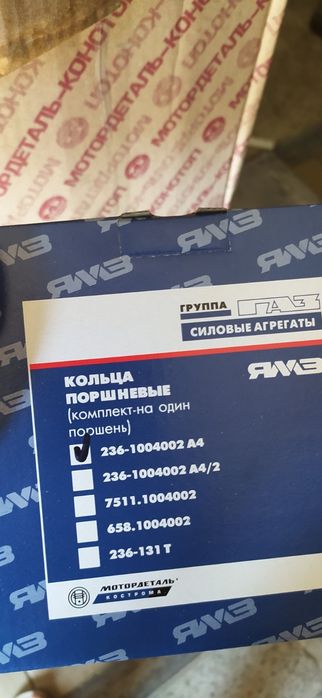 МОТОРДЕТАЛЬ-КОНОТОП
ЯМЗ
ГРУППА ГАЗ
СИЛОВЫЕ АГРЕГАТЫ
ЯМЗ
КОЛЬЦА
ПОРШНЕВЫЕ
(комплект-на один
поршень)
236-1004002 А4
236-1004002 А4/2
7511.1004002
658.1004002
236-131 Т
МОТОРДЕТАЛЬ
КОСТРОМА
ЯМЗ